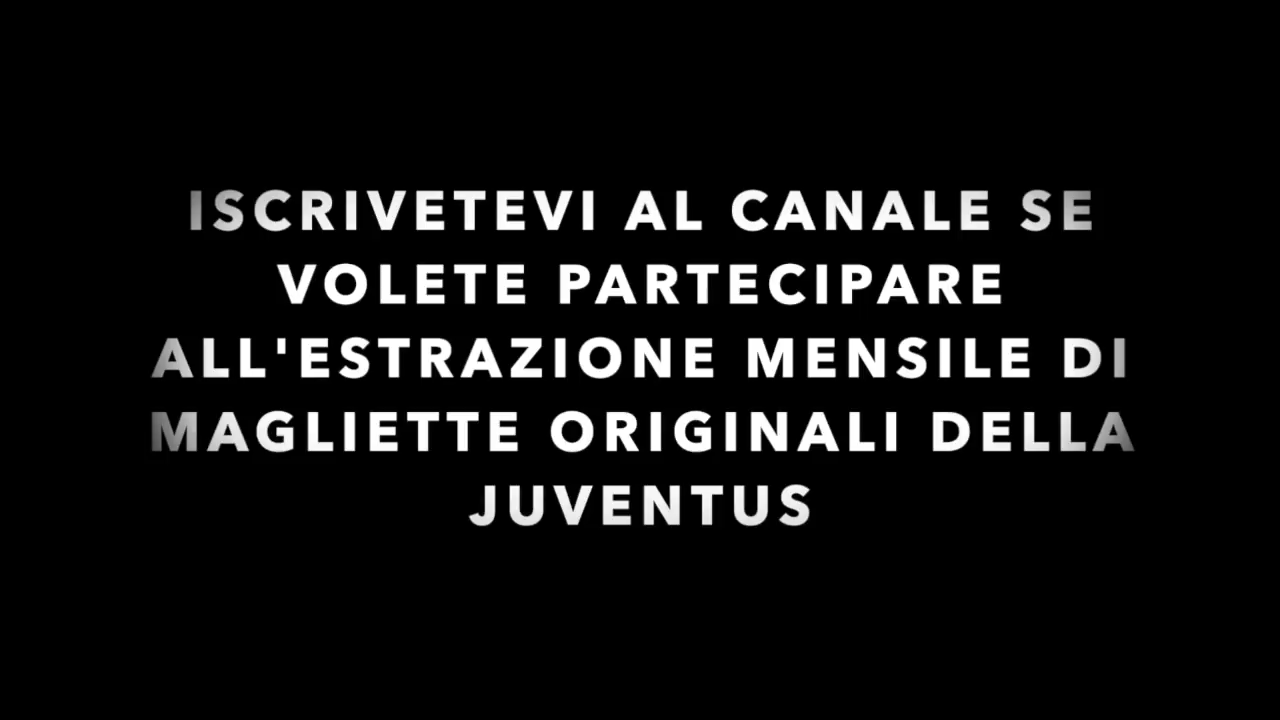 ISCRIVETEVI AL CANALE SE
VOLETE PARTECIPARE
ALL'ESTRAZIONE MENSILE DI
MAGLIETTE ORIGINALI DELLA
JUVENTUS